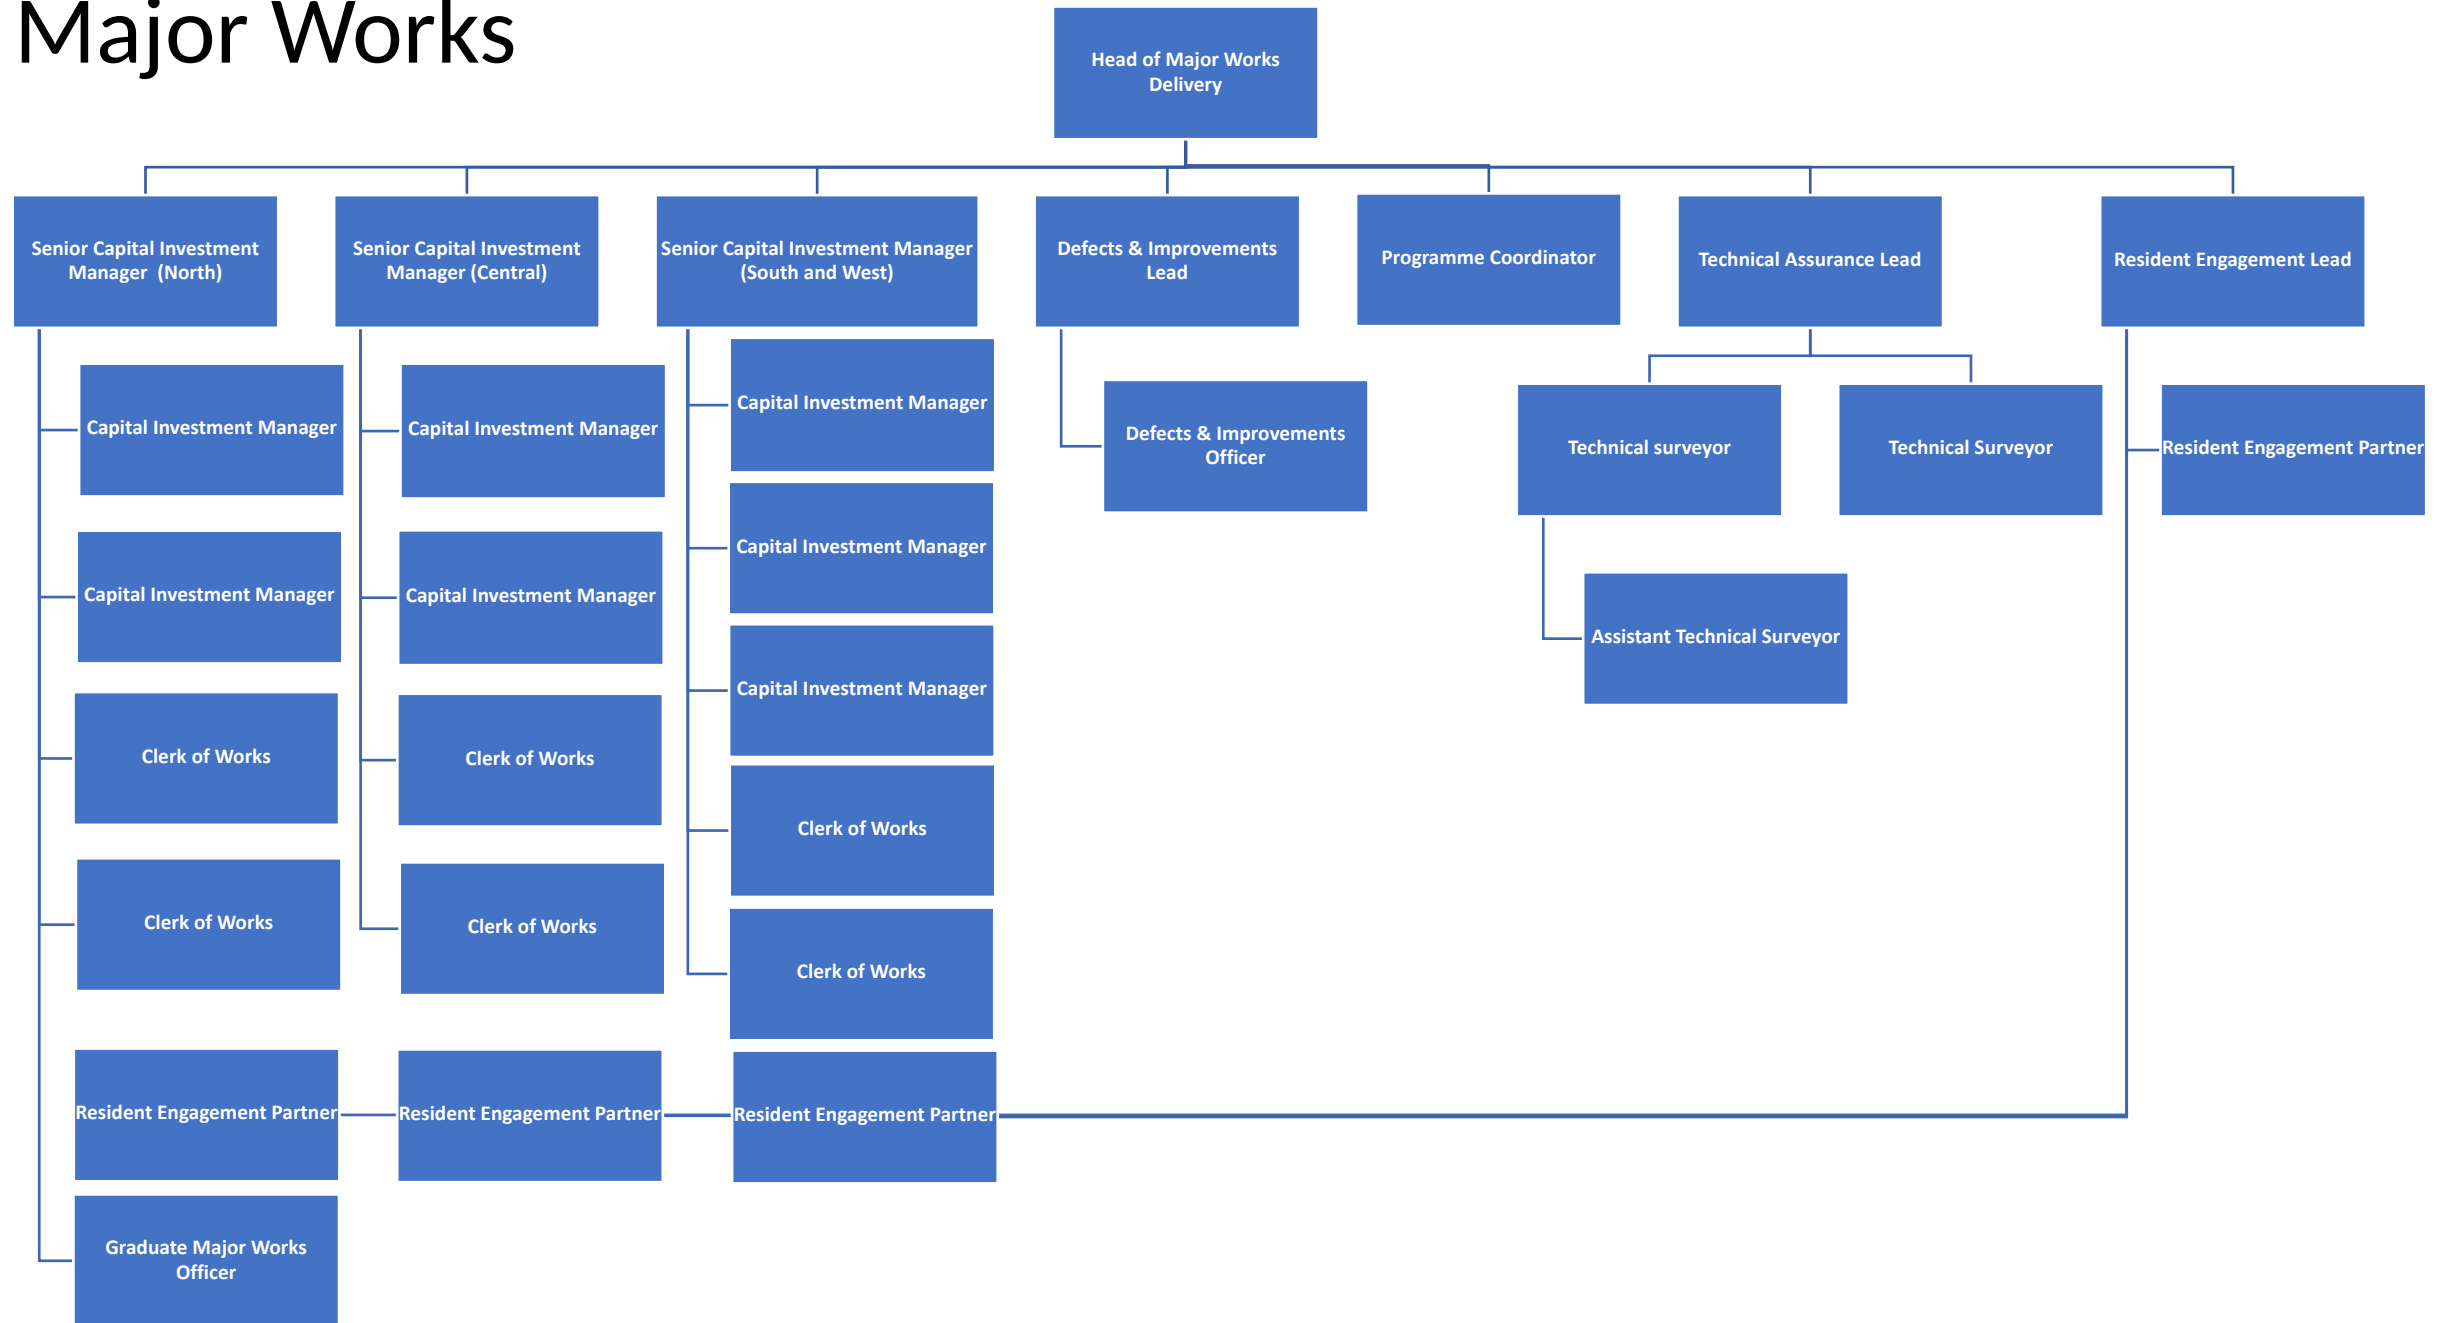 Major Works
Head of Major Works
Delivery
Senior Capital Investment
Manager  (North)
Senior Capital Investment
Manager (Central)
Senior Capital Investment Manager
(South and West)
Defects & Improvements
Lead
Programme Coordinator
Technical Assurance Lead
Resident Engagement Lead
Capital Investment Manager
Capital Investment Manager
Capital Investment Manager
Defects & Improvements
Officer
Technical surveyor
Technical Surveyor
Resident Engagement Partner
Capital Investment Manager
Capital Investment Manager
Capital Investment Manager
Assistant Technical Surveyor
Capital Investment Manager
Clerk of Works
Clerk of Works
Clerk of Works
Clerk of Works
Clerk of Works
Clerk of Works
Resident Engagement Partner
Resident Engagement Partner
Resident Engagement Partner
Graduate Major Works
Officer